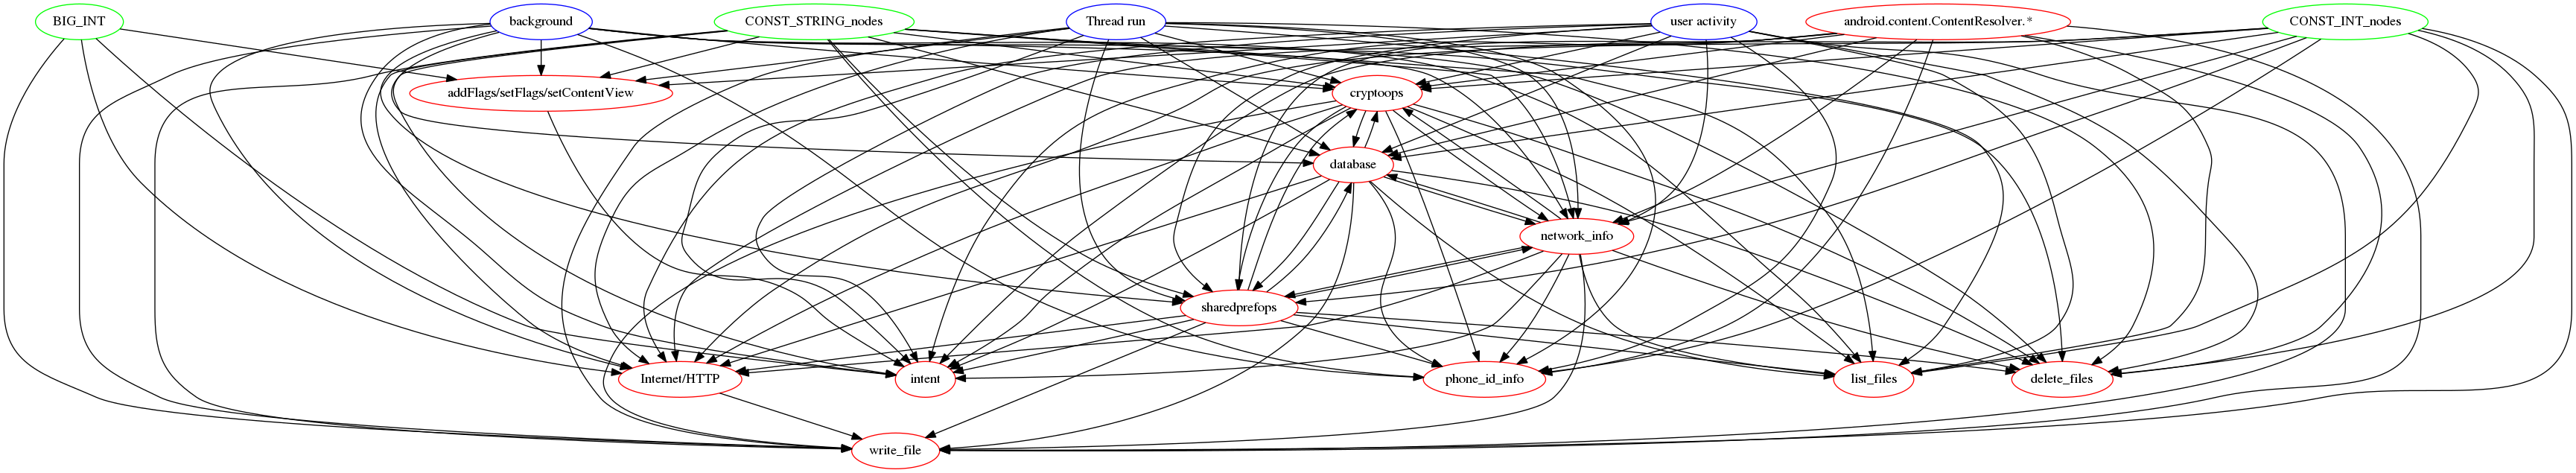 BIG_INT
background
CONST_STRING_nodes
Thread run
user activity
android.content.ContentResolver.*
CONST_INT_nodes
addFlags/setFlags/setContentView
cryptoops
database
network_info
sharedprefops
Internet/HTTP
intent
phone_id_info
list_files
delete_files
write_file